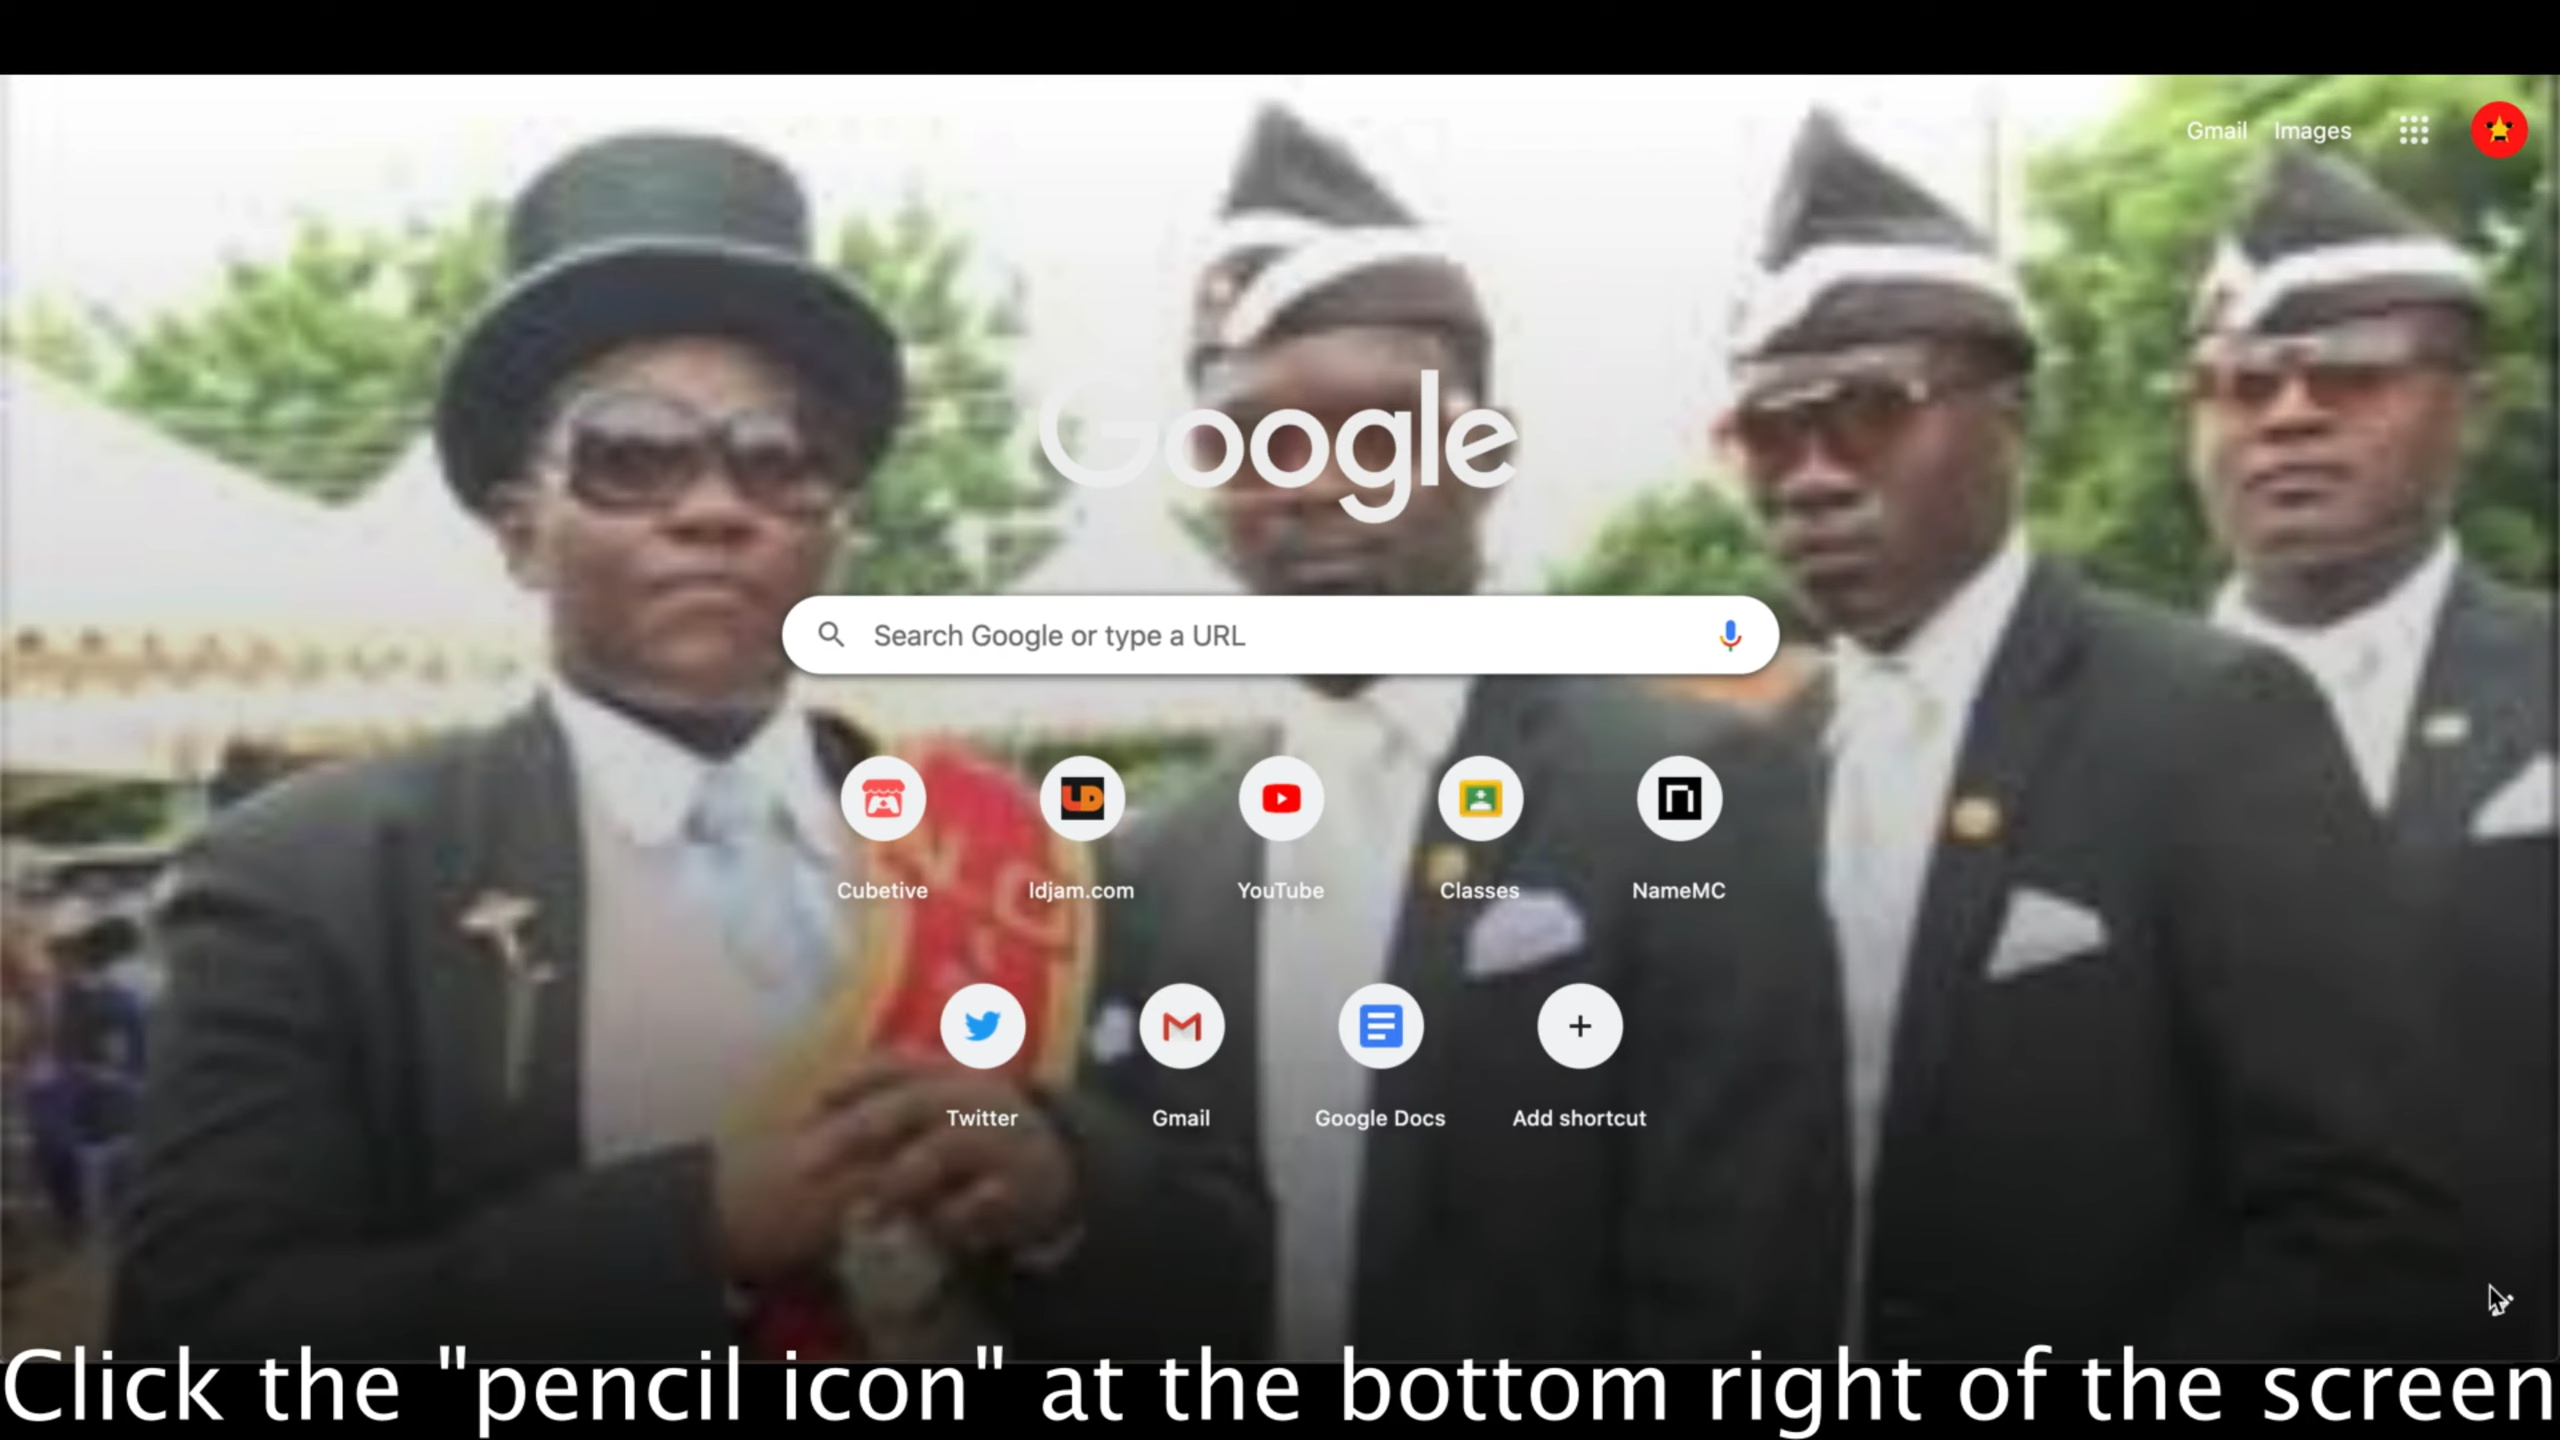 Gmail Images
Google
Search Google or type a URL
Cubetive ldjam.com YouTube Classes NameMC
Twitter Gmail Google Docs Add shortcut
Click the "pencil icon" at the bottom right of the screen